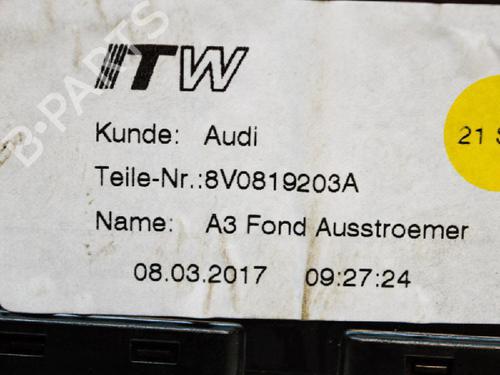 ITW
Kunde: Audi
21
Teile-Nr.:8V0819203A
Name: A3 Fond Ausstroemer
08.03.2017 09:27:24
B-PARTS